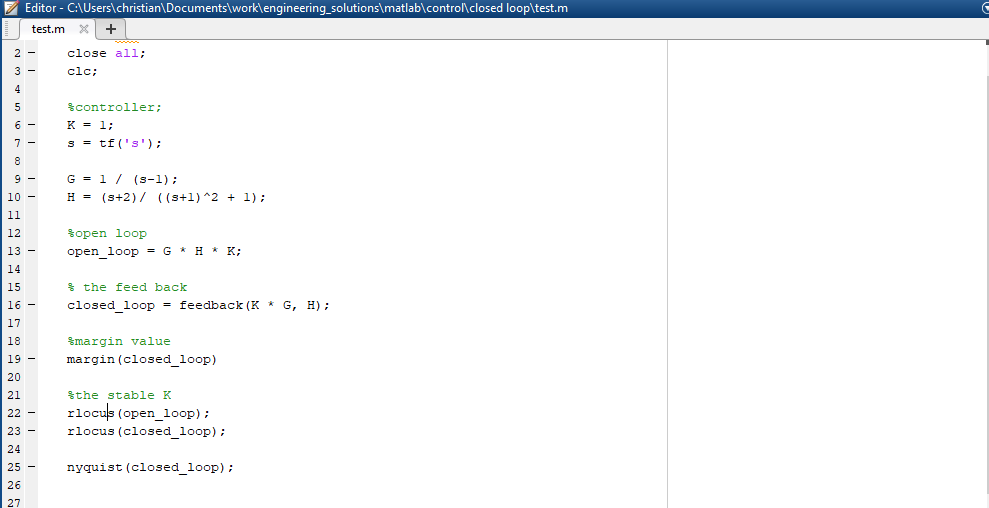 Editor - C:\Users\christian\Documents\work\engineering_solutions\matlab\control\closed loop\test.m
test.m
2 - close all;
3 - clc;
4
5 %controller;
6 - K = 1;
7 - s = tf('s');
8
9 - G = 1 / (s-1);
10 - H = (s+2)/ ((s+1)^2 + 1);
11
12 %open loop
13 - open_loop = G * H * K;
14
15 % the feed back
16 - closed_loop = feedback(K * G, H);
17
18 %margin value
19 - margin(closed_loop)
20
21 %the stable K
22 - rlocus(open_loop);
23 - rlocus(closed_loop);
24
25 - nyquist(closed_loop);
26
27